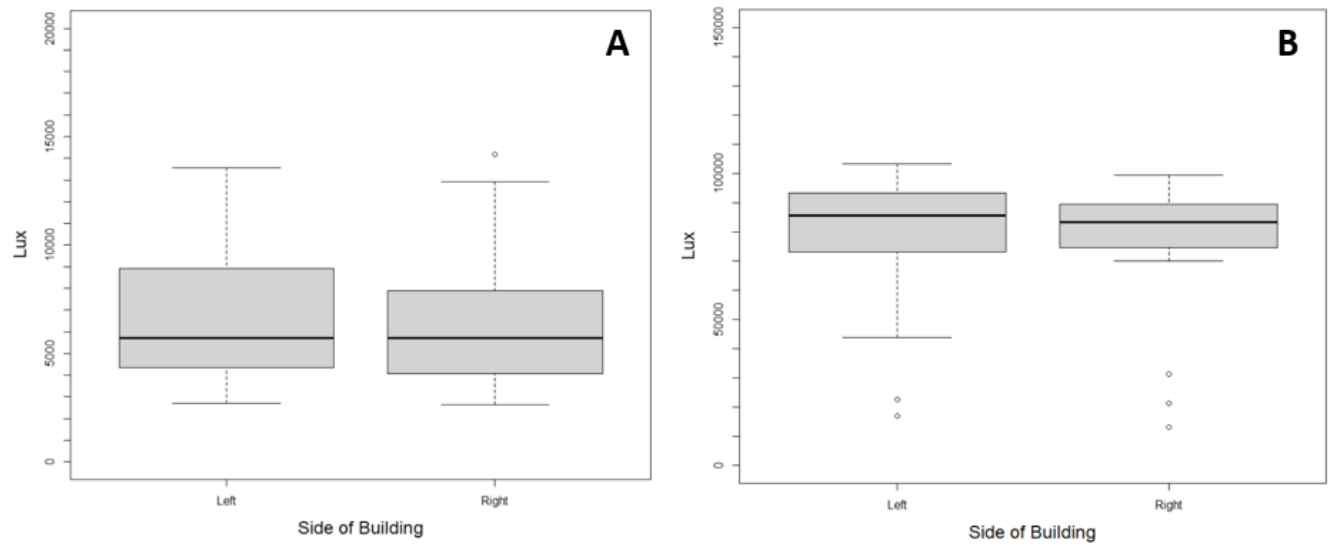 A
Lux
20000
15000
10000
5000
0
Left
Right
Side of Building
B
Lux
150000
100000
50000
0
Left
Right
Side of Building